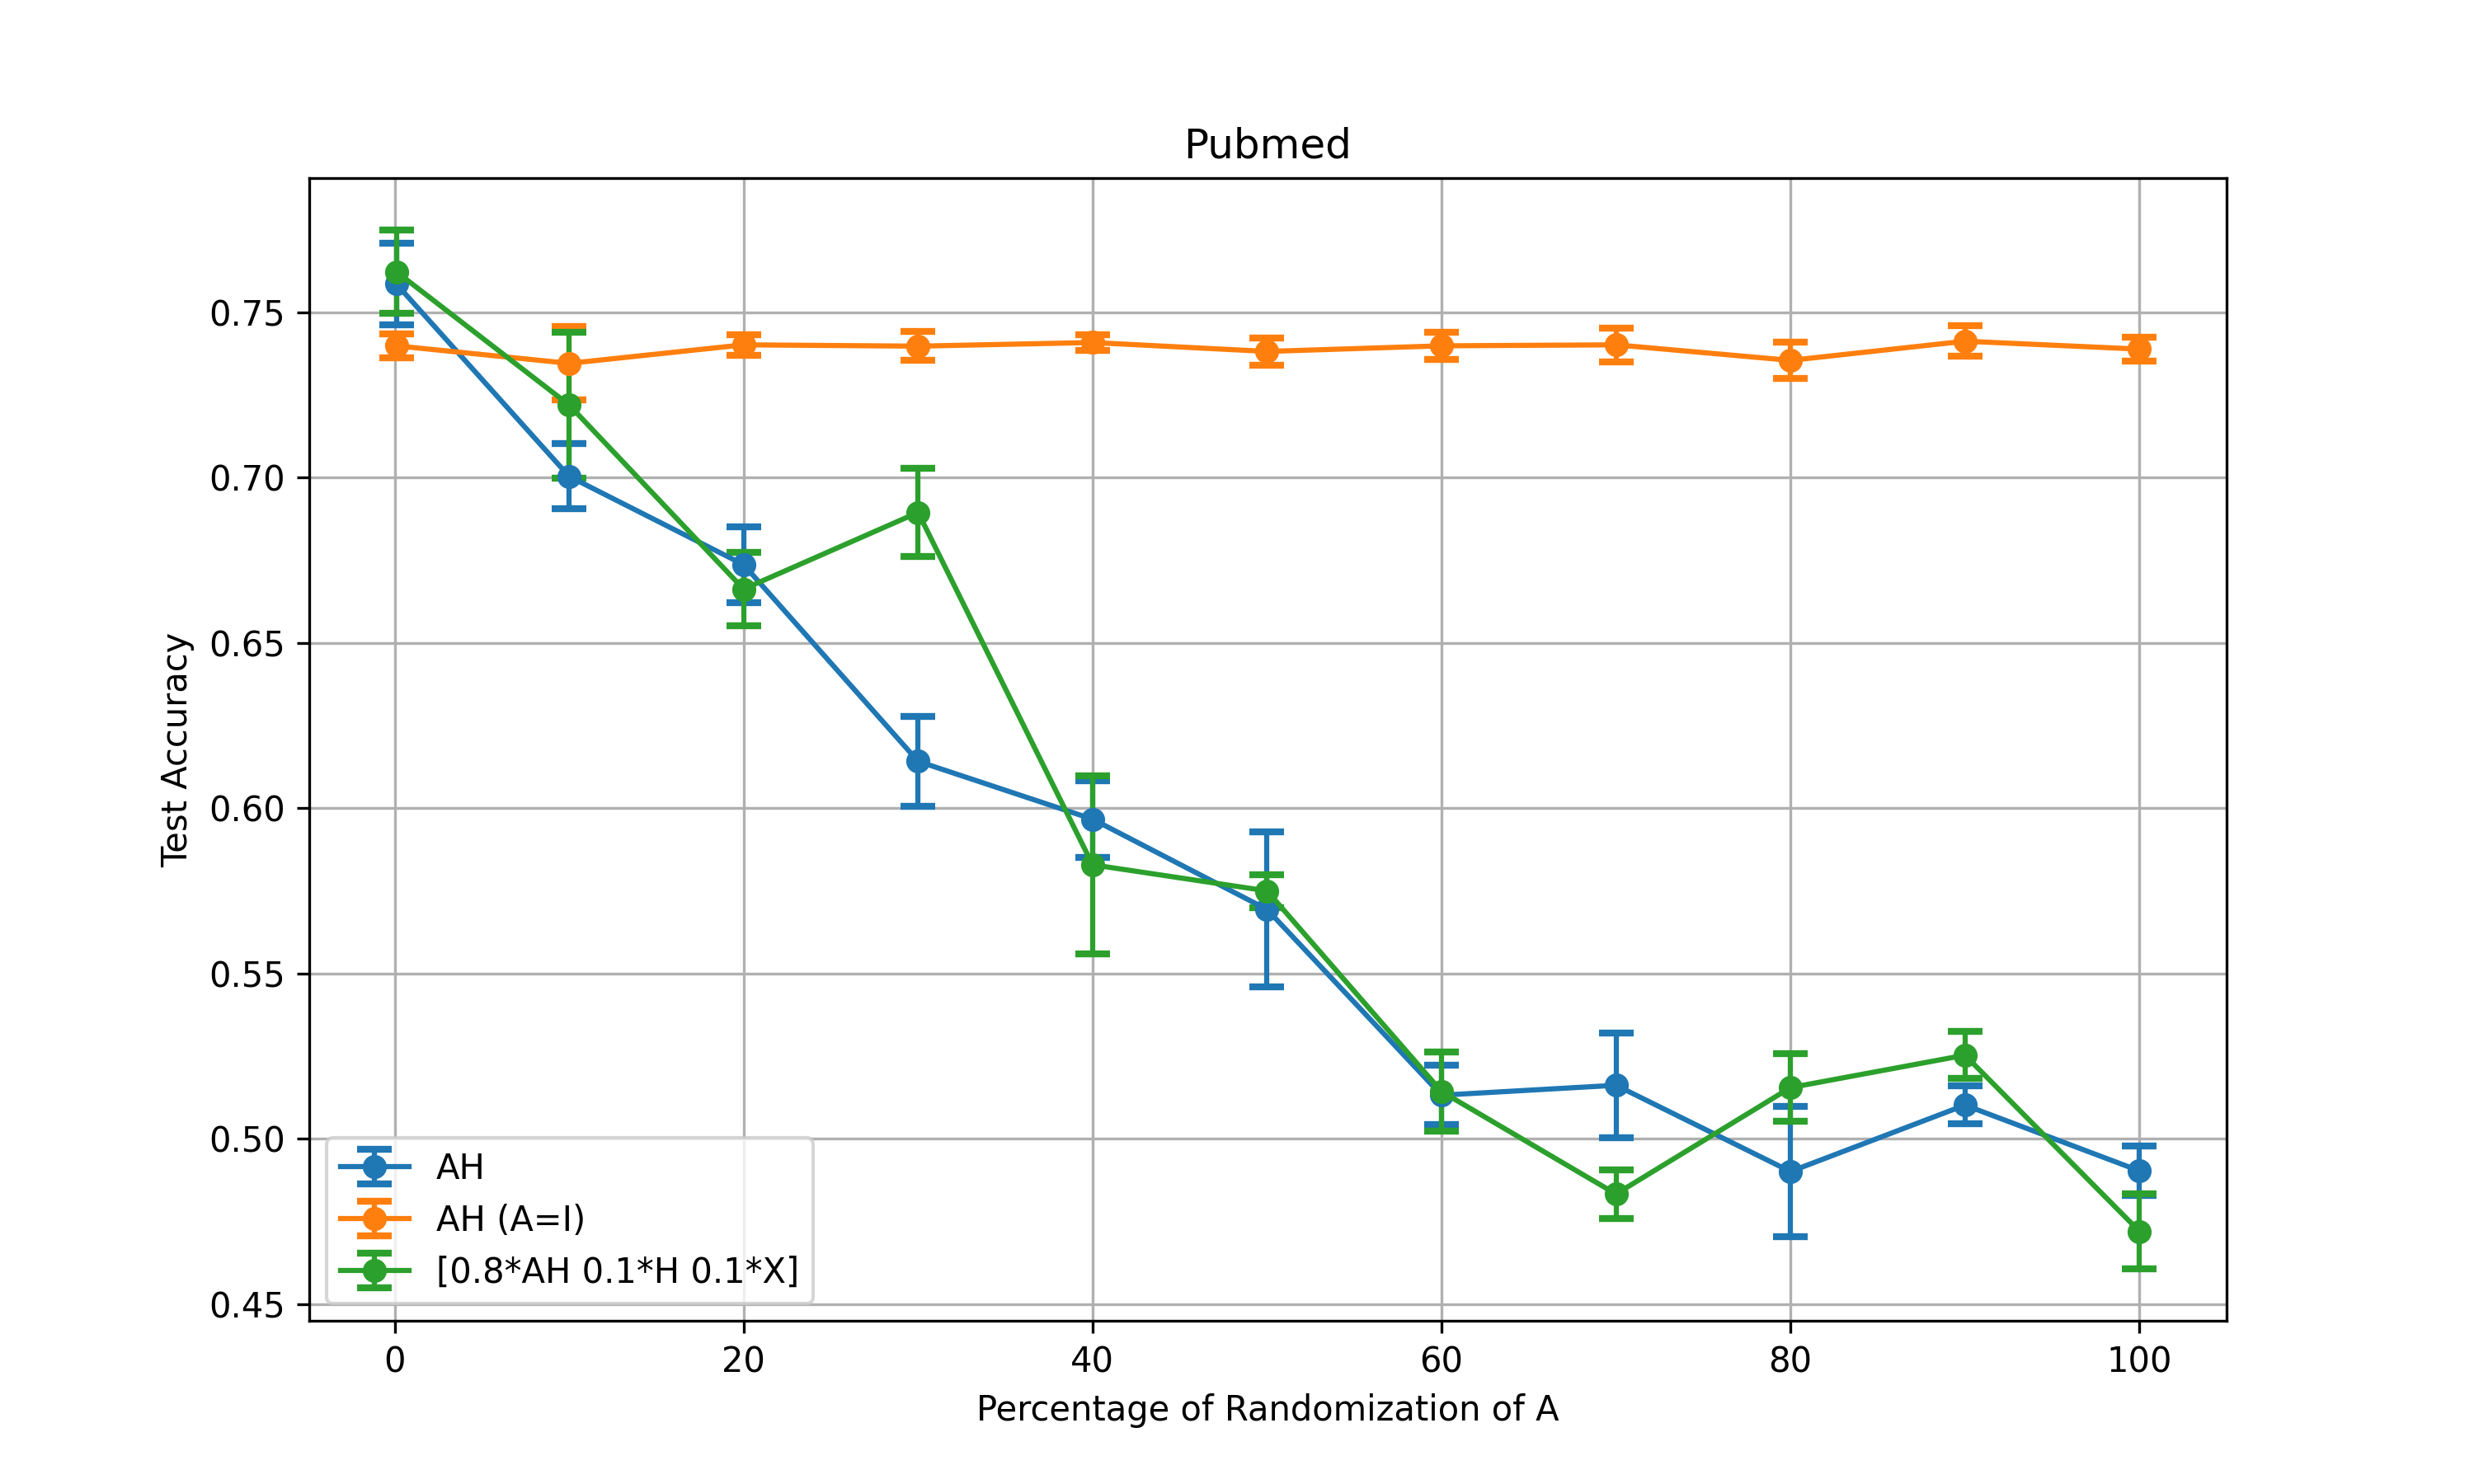 Pubmed
Test Accuracy
0.75
0.70
0.65
0.60
0.55
0.50
0.45
AH
AH (A=I)
[0.8*AH 0.1*H 0.1*X]
0 20 40 60 80 100
Percentage of Randomization of A